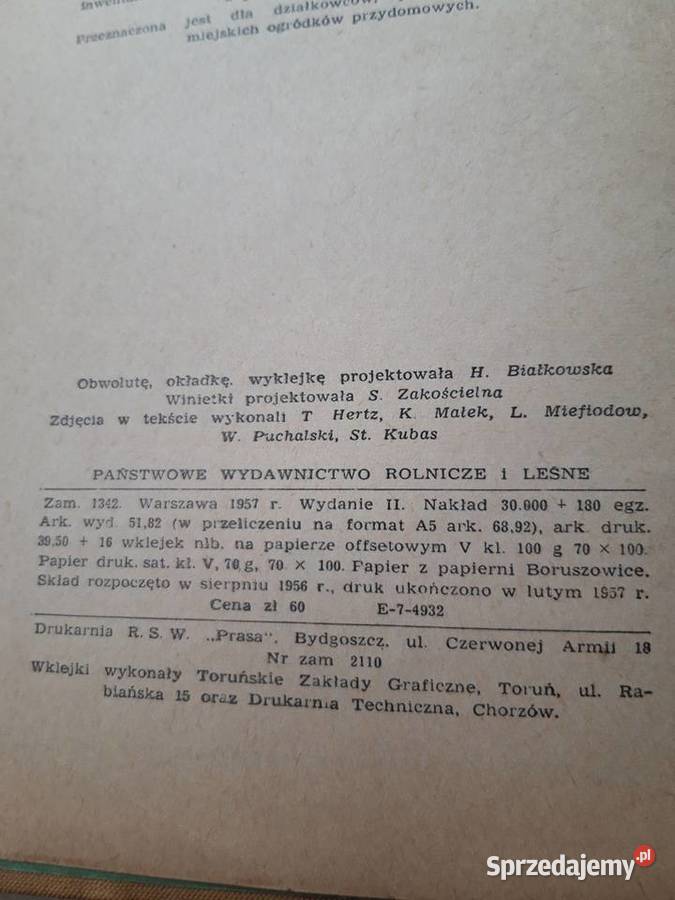 Przeznaczona jest dla działkowców,
miejskich ogródków przydomowych.
Obwolutę, okładkę. wyklejkę projektowała H. Białkowska
Winietki projektowała S. Zakościelna
Zdjęcia w tekście wykonali T Hertz, K. Małek, L. Miefiodow,
W. Puchalski, St. Kubas
PAŃSTWOWE WYDAWNICTWO ROLNICZE i LEŚNE
Zam. 1342. Warszawa 1957 r. Wydanie II. Nakład 30.000 + 180 egz.
Ark. wyd. 51,82 (w przeliczeniu na format A5 ark. 68,92), ark. druk.
39,50 + 16 wklejek nlb. na papierze offsetowym V kl. 100 g 70 × 100.
Papier druk. sat. kl. V, 70 g, 70 × 100. Papier z papierni Boruszowice.
Skład rozpoczęto w sierpniu 1956 r., druk ukończono w lutym 1957 r.
Cena zł 60 E-7-4932
Drukarnia R. S. W. „Prasa". Bydgoszcz, ul. Czerwonej Armii 18
Nr zam 2110
Wklejki wykonały Toruńskie Zakłady Graficzne, Toruń, ul. Ra-
biańska 15 oraz Drukarnia Techniczna, Chorzów.
Sprzedajemy.pl